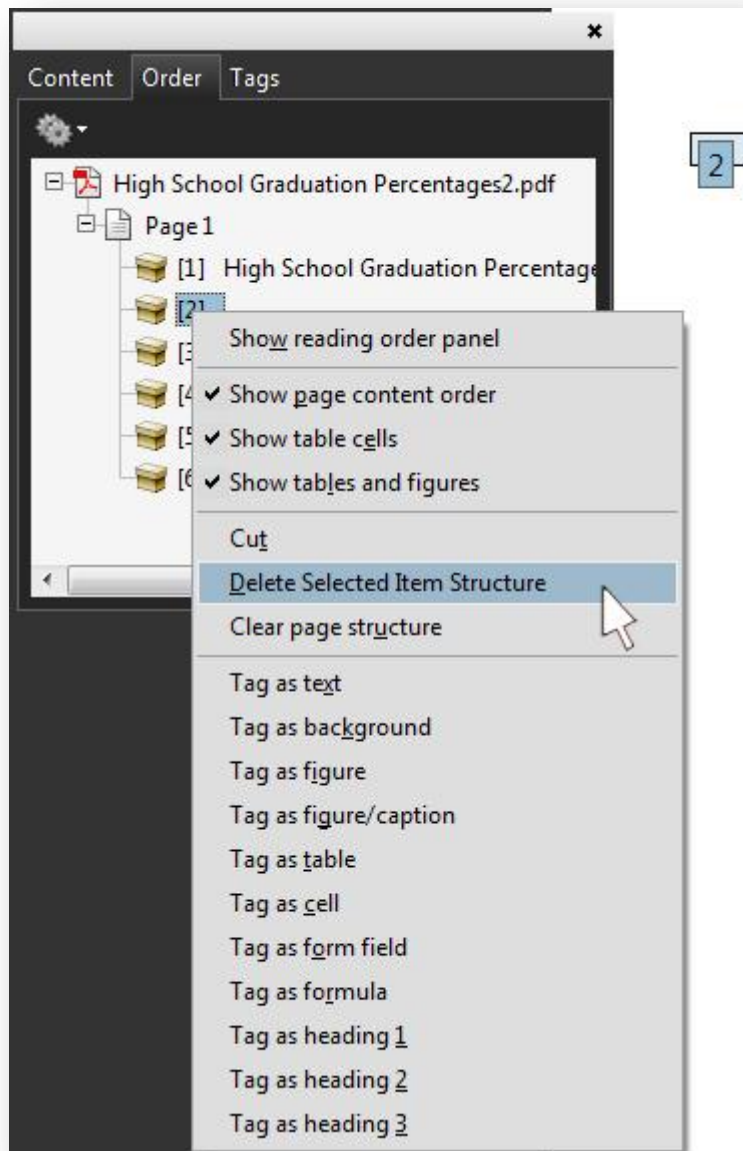 Content Order Tags
High School Graduation Percentages2.pdf
2
Page 1
[1] High School Graduation Percentage
[2]
Show reading order panel
[3
[4 ✔ Show page content order
[5 ✔ Show table cells
[6 ✔ Show tables and figures
Cut
Delete Selected Item Structure
Clear page structure
Tag as text
Tag as background
Tag as figure
Tag as figure/caption
Tag as table
Tag as cell
Tag as form field
Tag as formula
Tag as heading 1
Tag as heading 2
Tag as heading 3